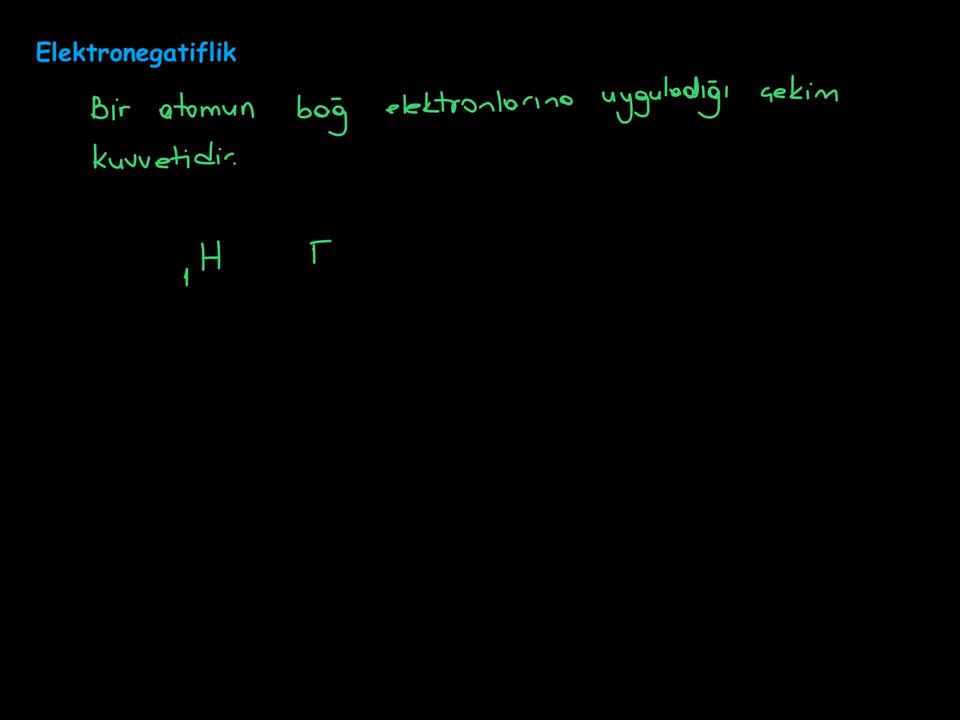 Elektronegatiflik
Bir atomun bağ elektronlarına uyguladığı çekim
kuvvetidir.
₁H